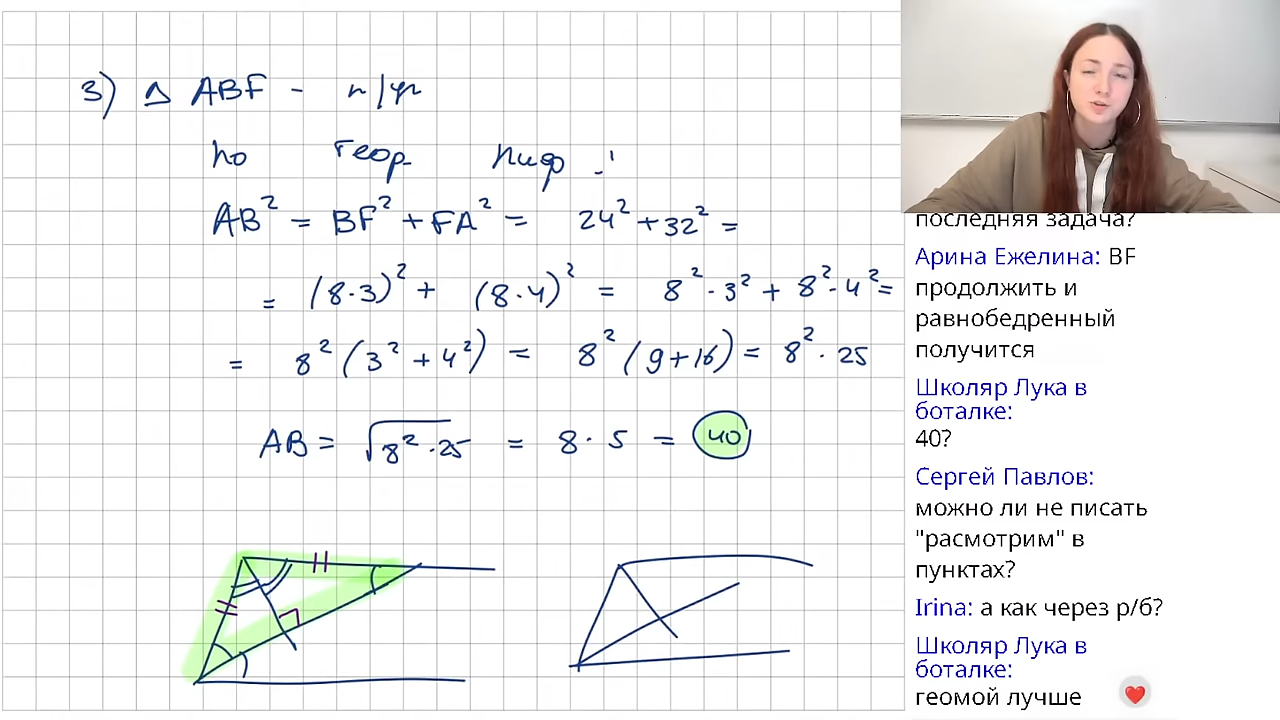 3) △ ABF - п/уг
по теор Пиф:
AB² = BF² + FA² = 24² + 32² =
= (8·3)² + (8·4)² = 8²·3² + 8²·4² =
= 8² (3² + 4²) = 8² (9+16) = 8² · 25
AB = √8²·25 = 8·5 = 40
последняя задача?
Арина Ежелина: BF
продолжить и
равнобедренный
получится
Школяр Лука в
боталке:
40?
Сергей Павлов:
можно ли не писать
"расмотрим" в
пунктах?
Irina: а как через р/б?
Школяр Лука в
боталке:
геомой лучше